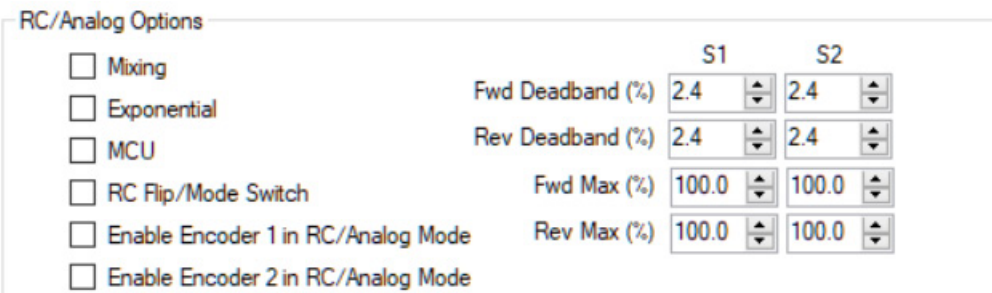 RC/Analog Options
S1 S2
Mixing
Fwd Deadband (%) 2.4 2.4
Exponential
Rev Deadband (%) 2.4 2.4
MCU
Fwd Max (%) 100.0 100.0
RC Flip/Mode Switch
Enable Encoder 1 in RC/Analog Mode Rev Max (%) 100.0 100.0
Enable Encoder 2 in RC/Analog Mode